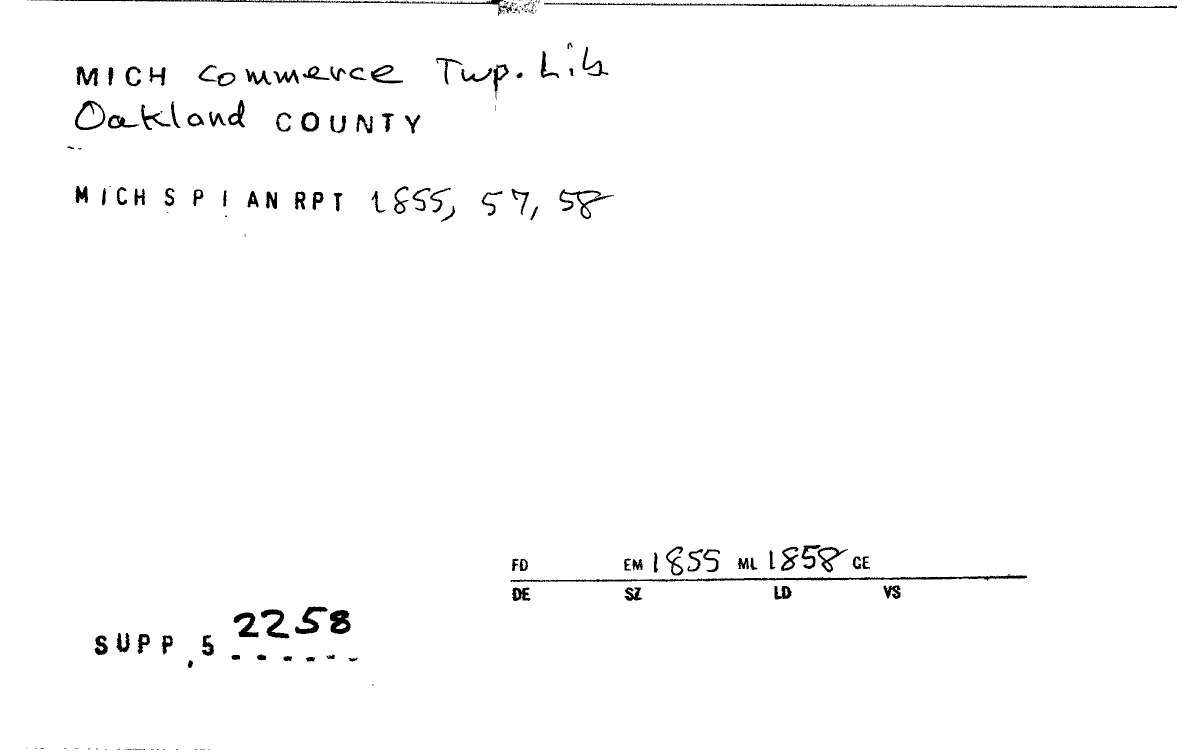 MICH Commerce Twp. Lib
Oakland COUNTY
MICH S P I AN RPT 1855, 57, 58
FD EM 1855 ML 1858 CE
DE SZ LD VS
SUPP.5 2258